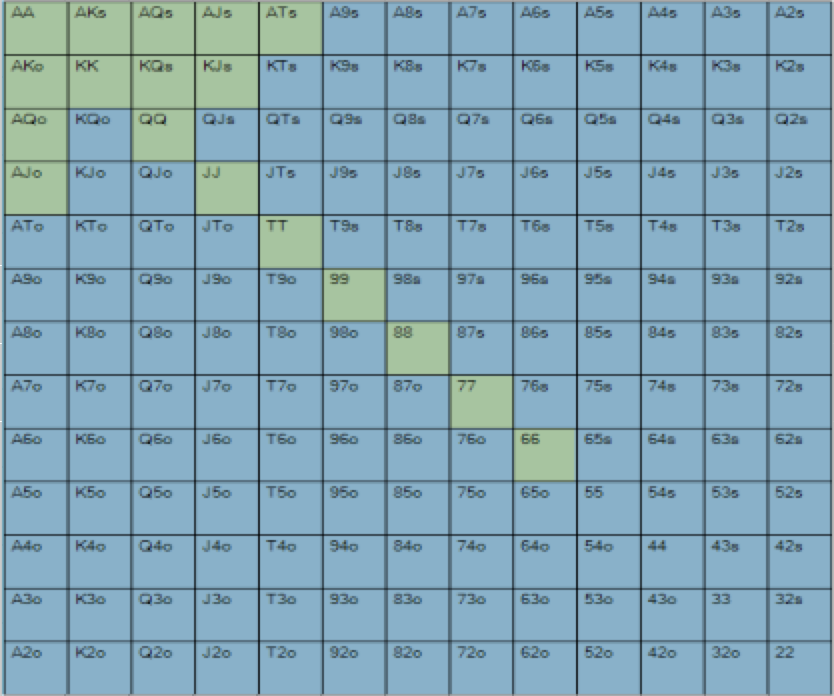 AA AKs AQs AJs ATs A9s A8s A7s A6s A5s A4s A3s A2s
AKo KK KQs KJs KTs K9s K8s K7s K6s K5s K4s K3s K2s
AQo KQo QQ QJs QTs Q9s Q8s Q7s Q6s Q5s Q4s Q3s Q2s
AJo KJo QJo JJ JTs J9s J8s J7s J6s J5s J4s J3s J2s
ATo KTo QTo JTo TT T9s T8s T7s T6s T5s T4s T3s T2s
A9o K9o Q9o J9o T9o 99 98s 97s 96s 95s 94s 93s 92s
A8o K8o Q8o J8o T8o 98o 88 87s 86s 85s 84s 83s 82s
A7o K7o Q7o J7o T7o 97o 87o 77 76s 75s 74s 73s 72s
A6o K6o Q6o J6o T6o 96o 86o 76o 66 65s 64s 63s 62s
A5o K5o Q5o J5o T5o 95o 85o 75o 65o 55 54s 53s 52s
A4o K4o Q4o J4o T4o 94o 84o 74o 64o 54o 44 43s 42s
A3o K3o Q3o J3o T3o 93o 83o 73o 63o 53o 43o 33 32s
A2o K2o Q2o J2o T2o 92o 82o 72o 62o 52o 42o 32o 22